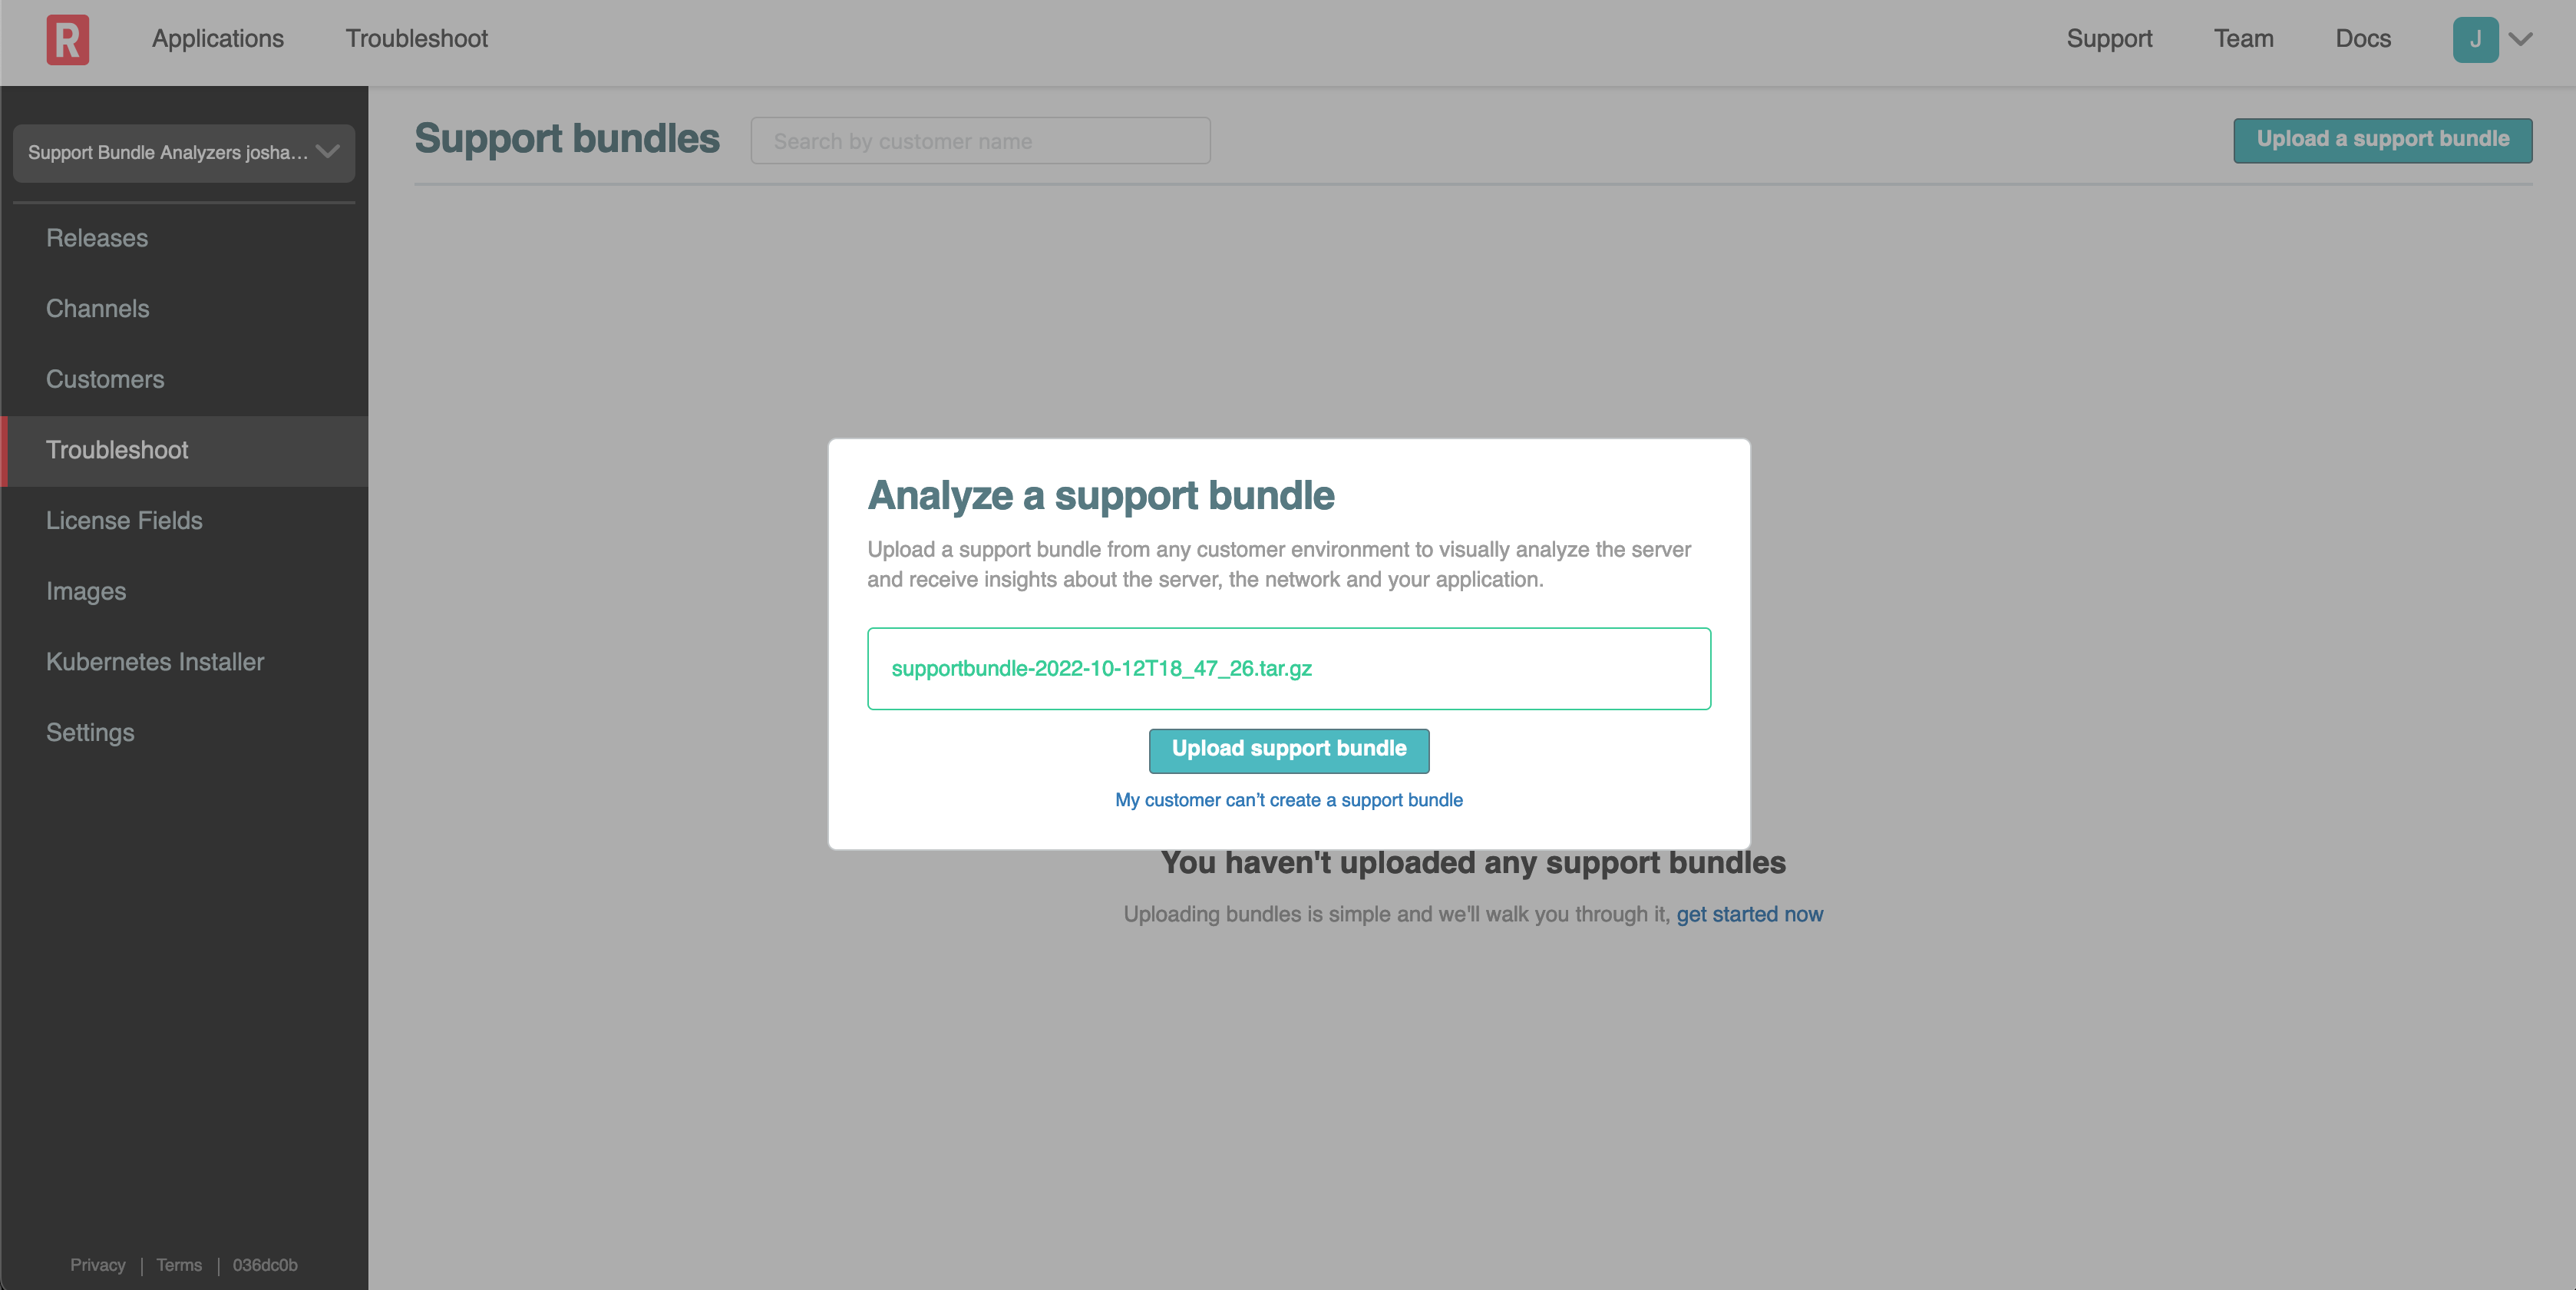 R
Applications
Troubleshoot
Support
Team
Docs
J
Support Bundle Analyzers josha...
Releases
Channels
Customers
Troubleshoot
License Fields
Images
Kubernetes Installer
Settings
Privacy | Terms | 036dc0b
Support bundles
Search by customer name
Upload a support bundle
Analyze a support bundle
Upload a support bundle from any customer environment to visually analyze the server
and receive insights about the server, the network and your application.
supportbundle-2022-10-12T18_47_26.tar.gz
Upload support bundle
My customer can't create a support bundle
You haven't uploaded any support bundles
Uploading bundles is simple and we'll walk you through it, get started now